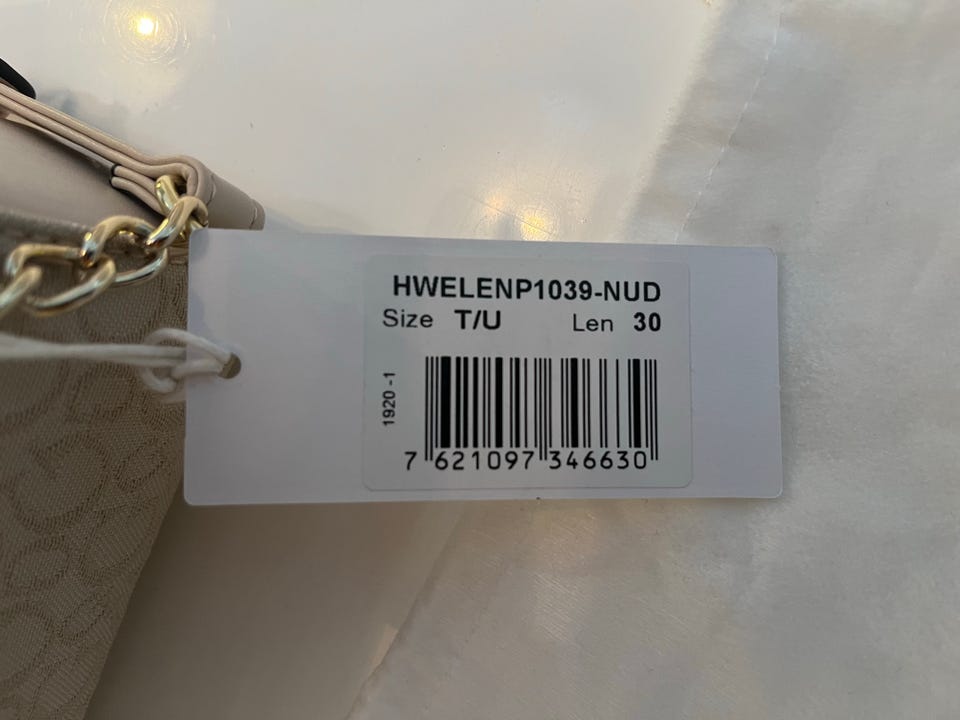 HWELENP1039-NUD
Size T/U Len 30
1920-1
7 621097 346630